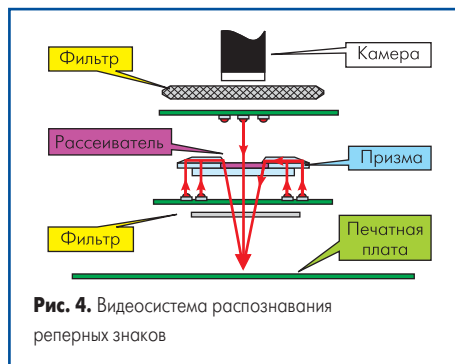 Камера
Фильтр
Рассеиватель
Призма
Фильтр
Печатная
плата
Рис. 4. Видеосистема распознавания
реперных знаков